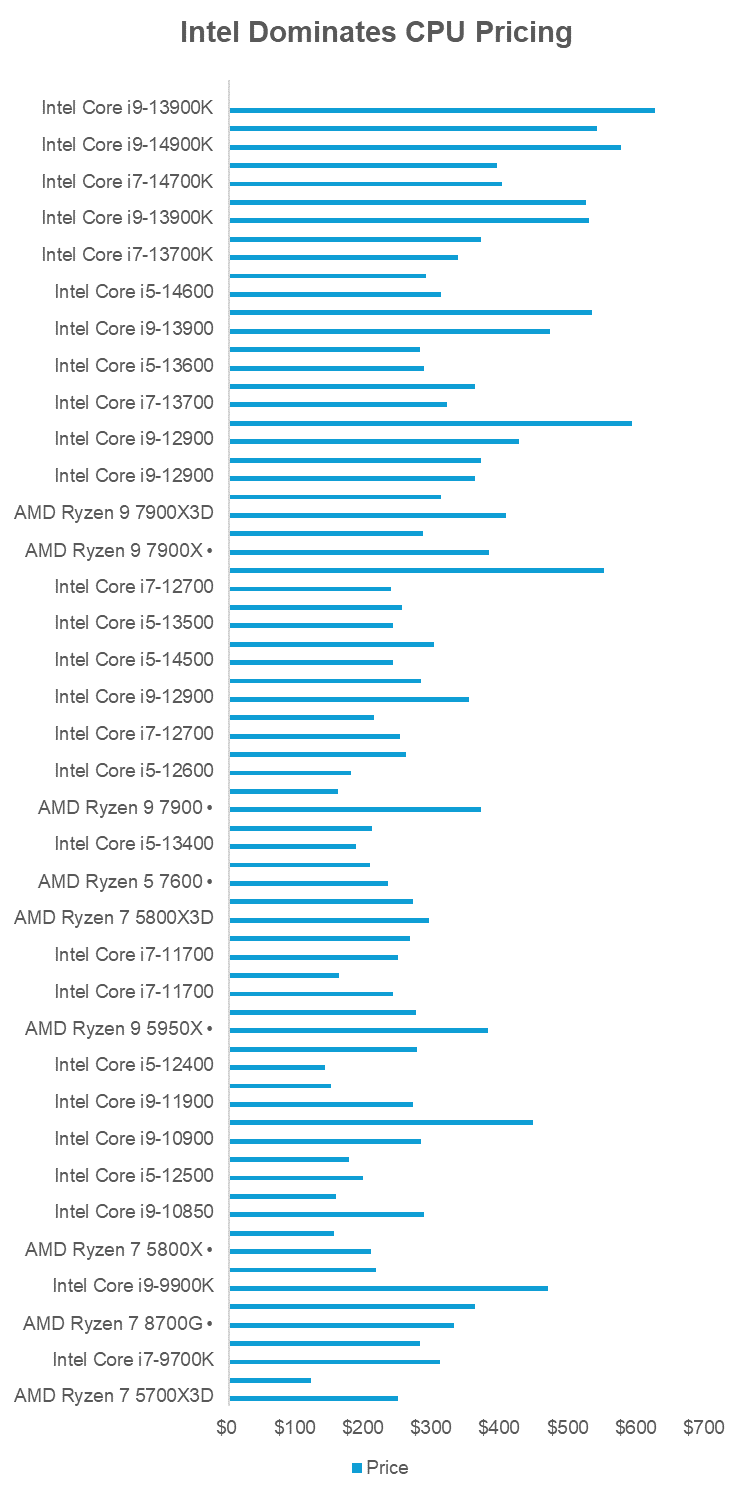 Intel Dominates CPU Pricing
Intel Core i9-13900K
Intel Core i9-14900K
Intel Core i7-14700K
Intel Core i9-13900K
Intel Core i7-13700K
Intel Core i5-14600
Intel Core i9-13900
Intel Core i5-13600
Intel Core i7-13700
Intel Core i9-12900
Intel Core i9-12900
AMD Ryzen 9 7900X3D
AMD Ryzen 9 7900X •
Intel Core i7-12700
Intel Core i5-13500
Intel Core i5-14500
Intel Core i9-12900
Intel Core i7-12700
Intel Core i5-12600
AMD Ryzen 9 7900 •
Intel Core i5-13400
AMD Ryzen 5 7600 •
AMD Ryzen 7 5800X3D
Intel Core i7-11700
Intel Core i7-11700
AMD Ryzen 9 5950X •
Intel Core i5-12400
Intel Core i9-11900
Intel Core i9-10900
Intel Core i5-12500
Intel Core i9-10850
AMD Ryzen 7 5800X •
Intel Core i9-9900K
AMD Ryzen 7 8700G •
Intel Core i7-9700K
AMD Ryzen 7 5700X3D
$0 $100 $200 $300 $400 $500 $600 $700
Price